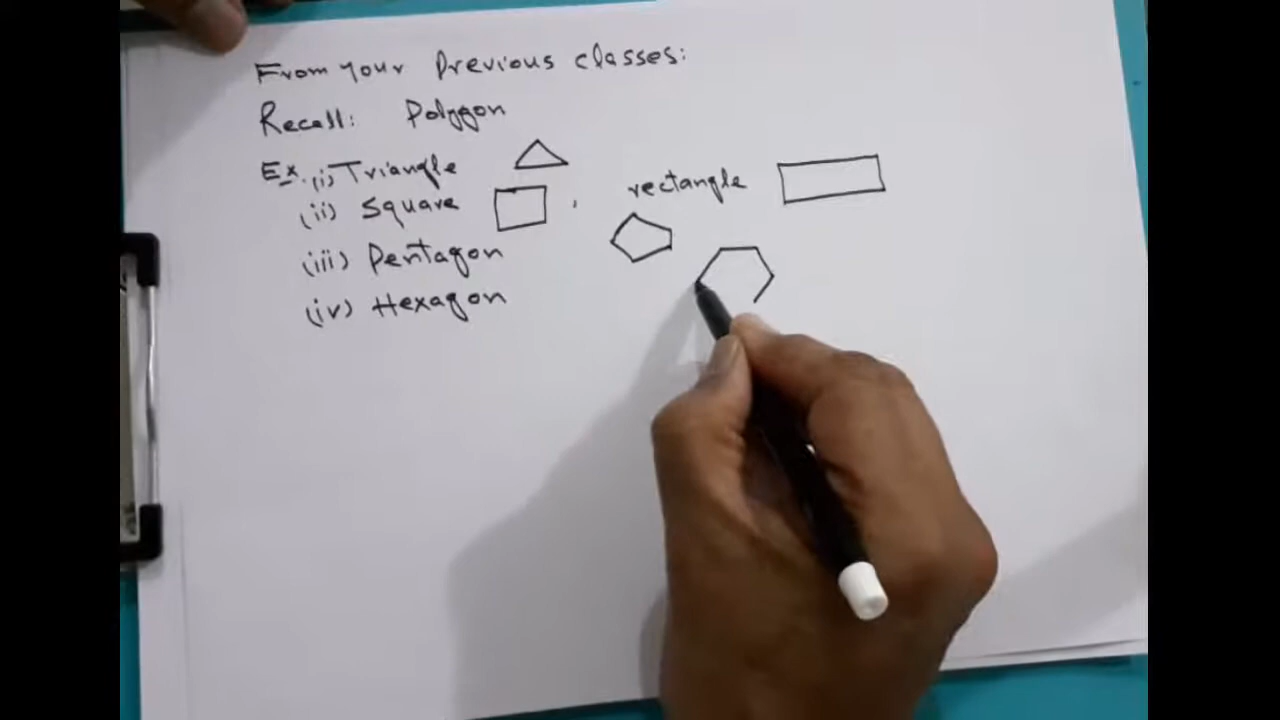 From your Previous classes:
Recall: Polygon
Ex. (i) Triangle
(ii) Square , rectangle
(iii) Pentagon
(iv) Hexagon